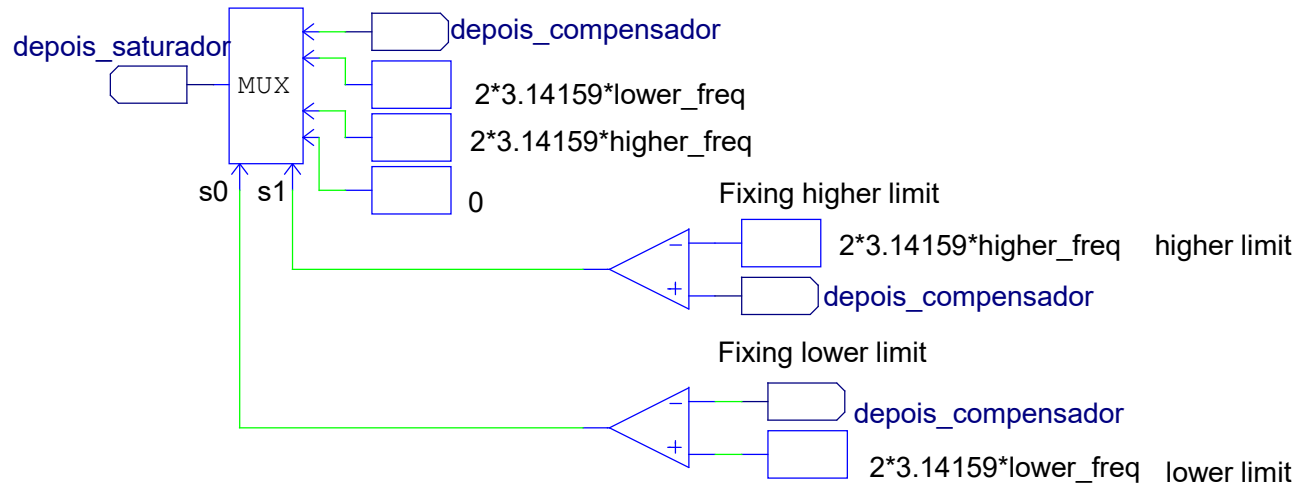 depois_compensador
depois_saturador
MUX
2*3.14159*lower_freq
2*3.14159*higher_freq
s0 s1
0
Fixing higher limit
- 2*3.14159*higher_freq higher limit
+ depois_compensador
Fixing lower limit
- depois_compensador
+ 2*3.14159*lower_freq lower limit